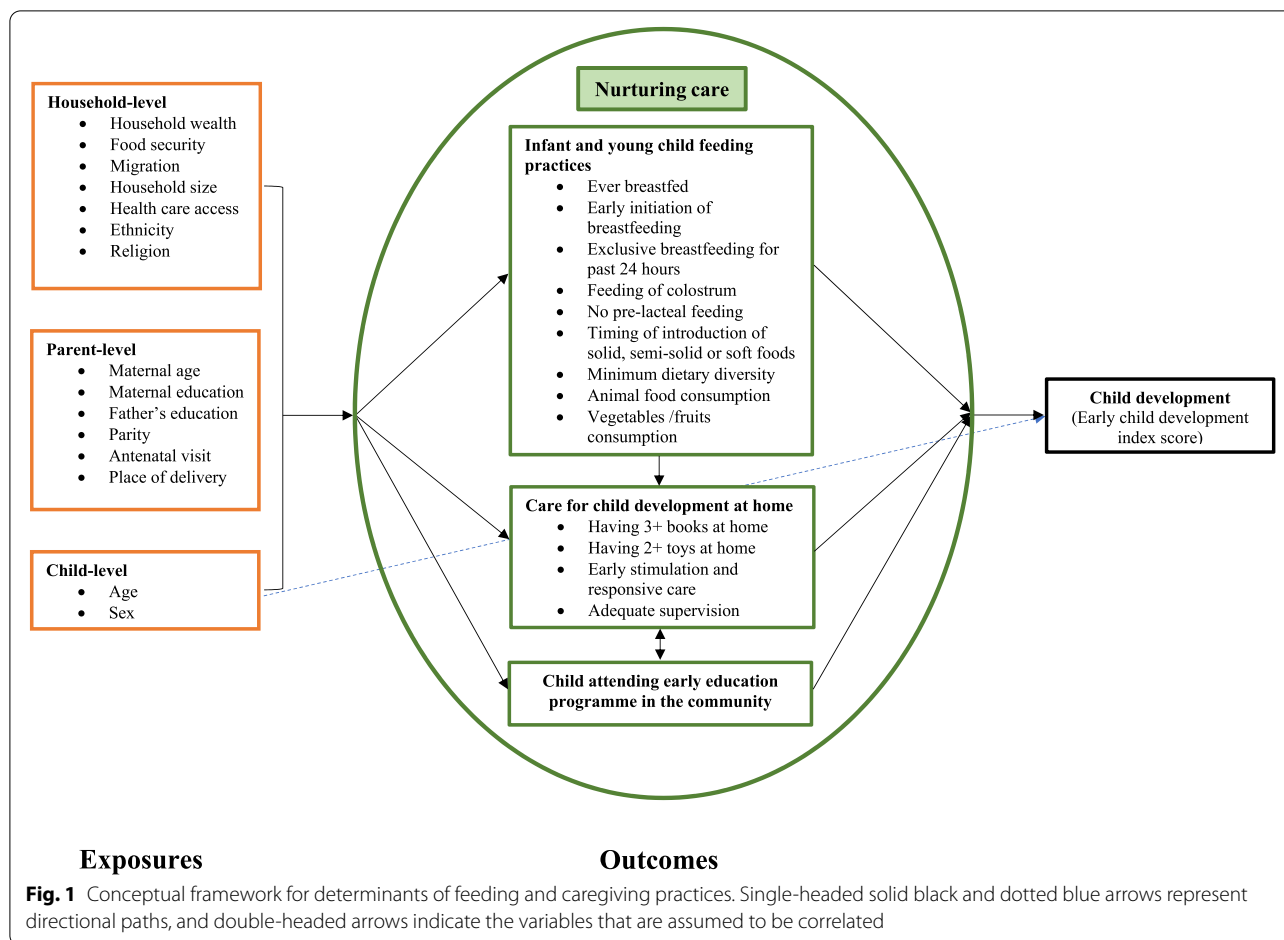 Household-level
• Household wealth
• Food security
• Migration
• Household size
• Health care access
• Ethnicity
• Religion
Parent-level
• Maternal age
• Maternal education
• Father's education
• Parity
• Antenatal visit
• Place of delivery
Child-level
• Age
• Sex
Nurturing care
Infant and young child feeding
practices
• Ever breastfed
• Early initiation of
breastfeeding
• Exclusive breastfeeding for
past 24 hours
• Feeding of colostrum
• No pre-lacteal feeding
• Timing of introduction of
solid, semi-solid or soft foods
• Minimum dietary diversity
• Animal food consumption
• Vegetables /fruits
consumption
Care for child development at home
• Having 3+ books at home
• Having 2+ toys at home
• Early stimulation and
responsive care
• Adequate supervision
Child attending early education
programme in the community
Child development
(Early child development
index score)
Exposures
Outcomes
Fig. 1 Conceptual framework for determinants of feeding and caregiving practices. Single-headed solid black and dotted blue arrows represent
directional paths, and double-headed arrows indicate the variables that are assumed to be correlated